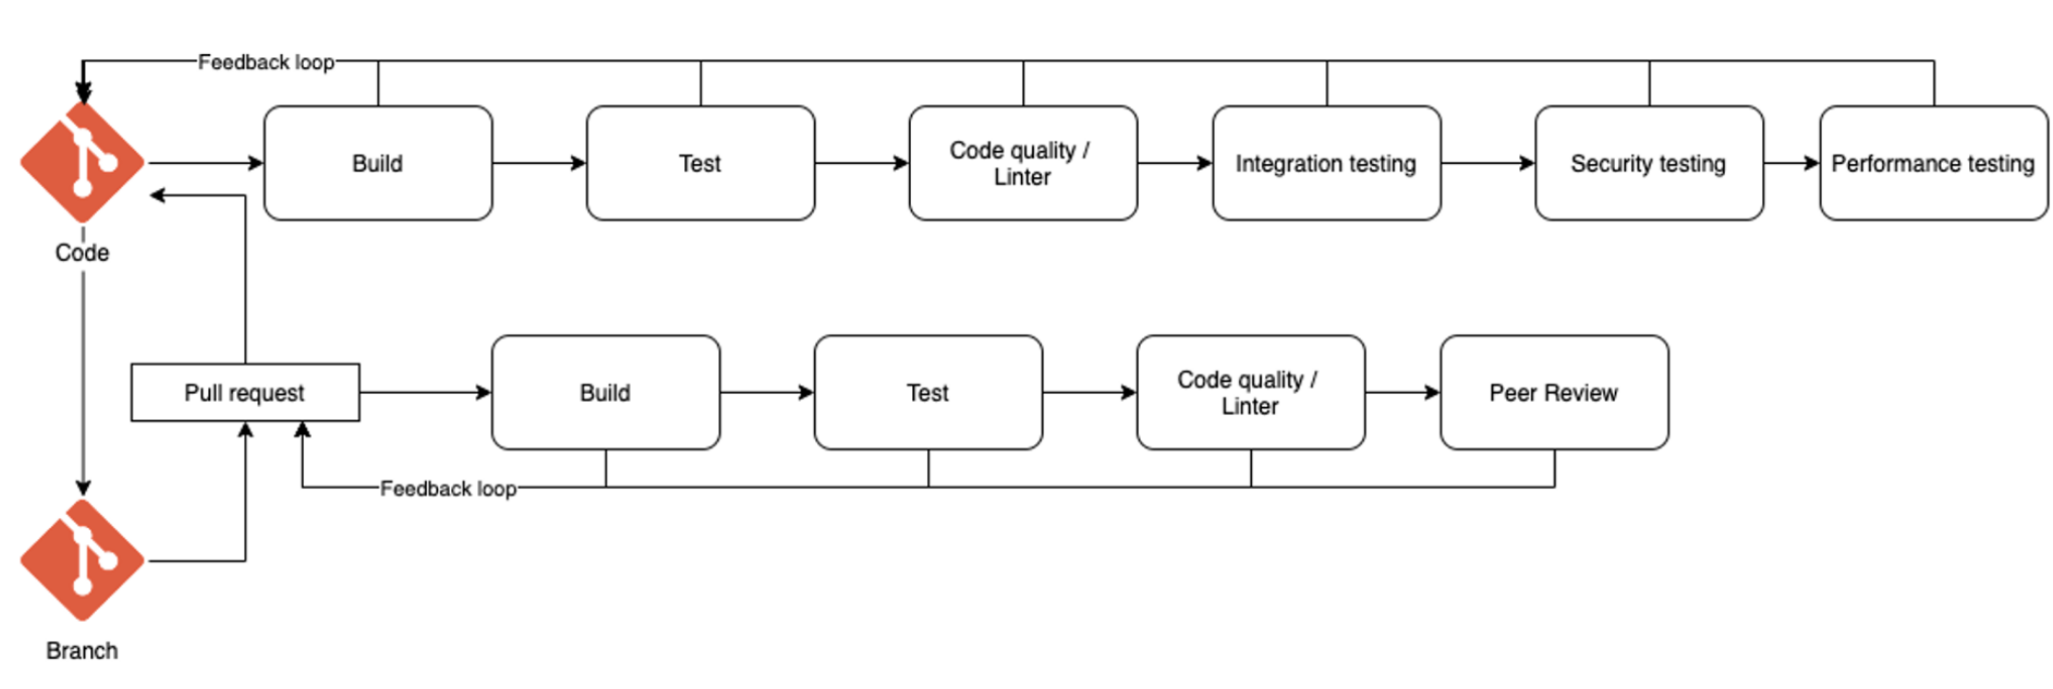 Feedback loop
Build
Test
Code quality /
Linter
Integration testing
Security testing
Performance testing
Code
Pull request
Build
Test
Code quality /
Linter
Peer Review
Feedback loop
Branch